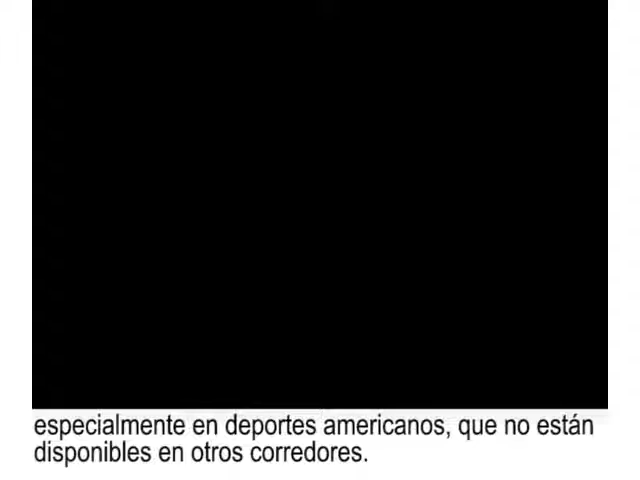 especialmente en deportes americanos, que no están
disponibles en otros corredores.